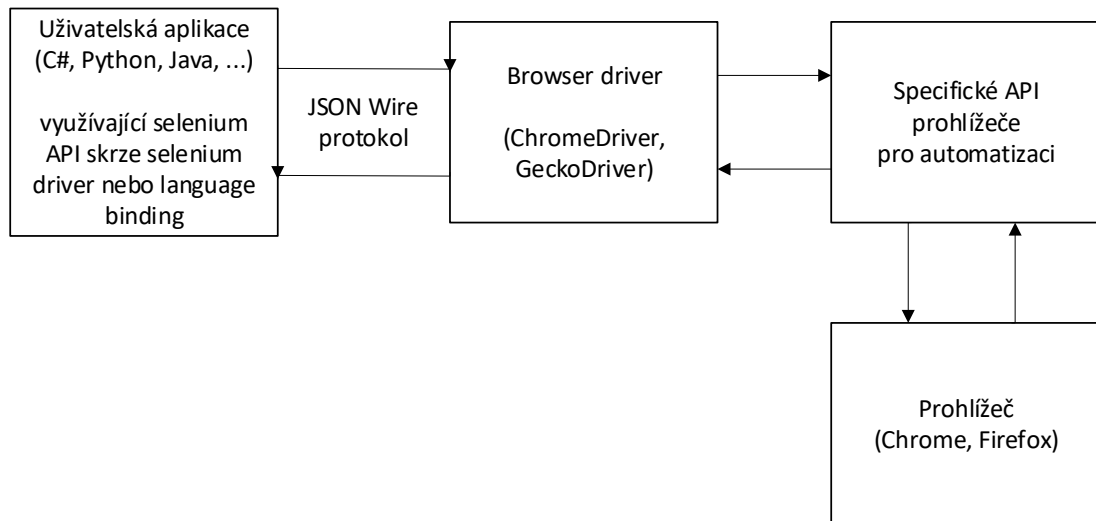 Uživatelská aplikace
(C#, Python, Java, ...)
využívající selenium
API skrze selenium
driver nebo language
binding
JSON Wire
protokol
Browser driver
(ChromeDriver,
GeckoDriver)
Specifické API
prohlížeče
pro automatizaci
Prohlížeč
(Chrome, Firefox)